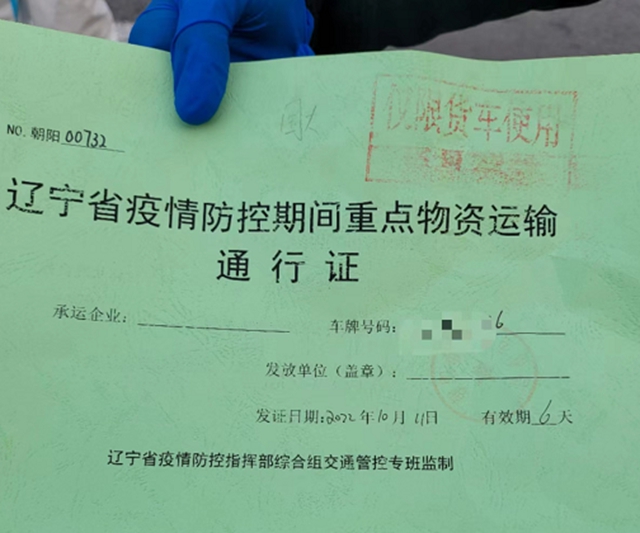 仅限货车使用
NO. 朝阳 00732
辽宁省疫情防控期间重点物资运输
通行证
承运企业: 车牌号码: 6
发放单位(盖章):
发证日期:2022年10月11日 有效期6天
辽宁省疫情防控指挥部综合组交通管控专班监制